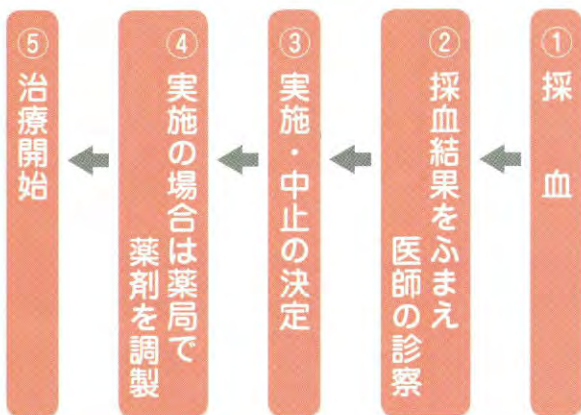 ① 採　血
② 採血結果をふまえ
医師の診察
③ 実施・中止の決定
④ 実施の場合は薬局で
薬剤を調製
⑤ 治療開始